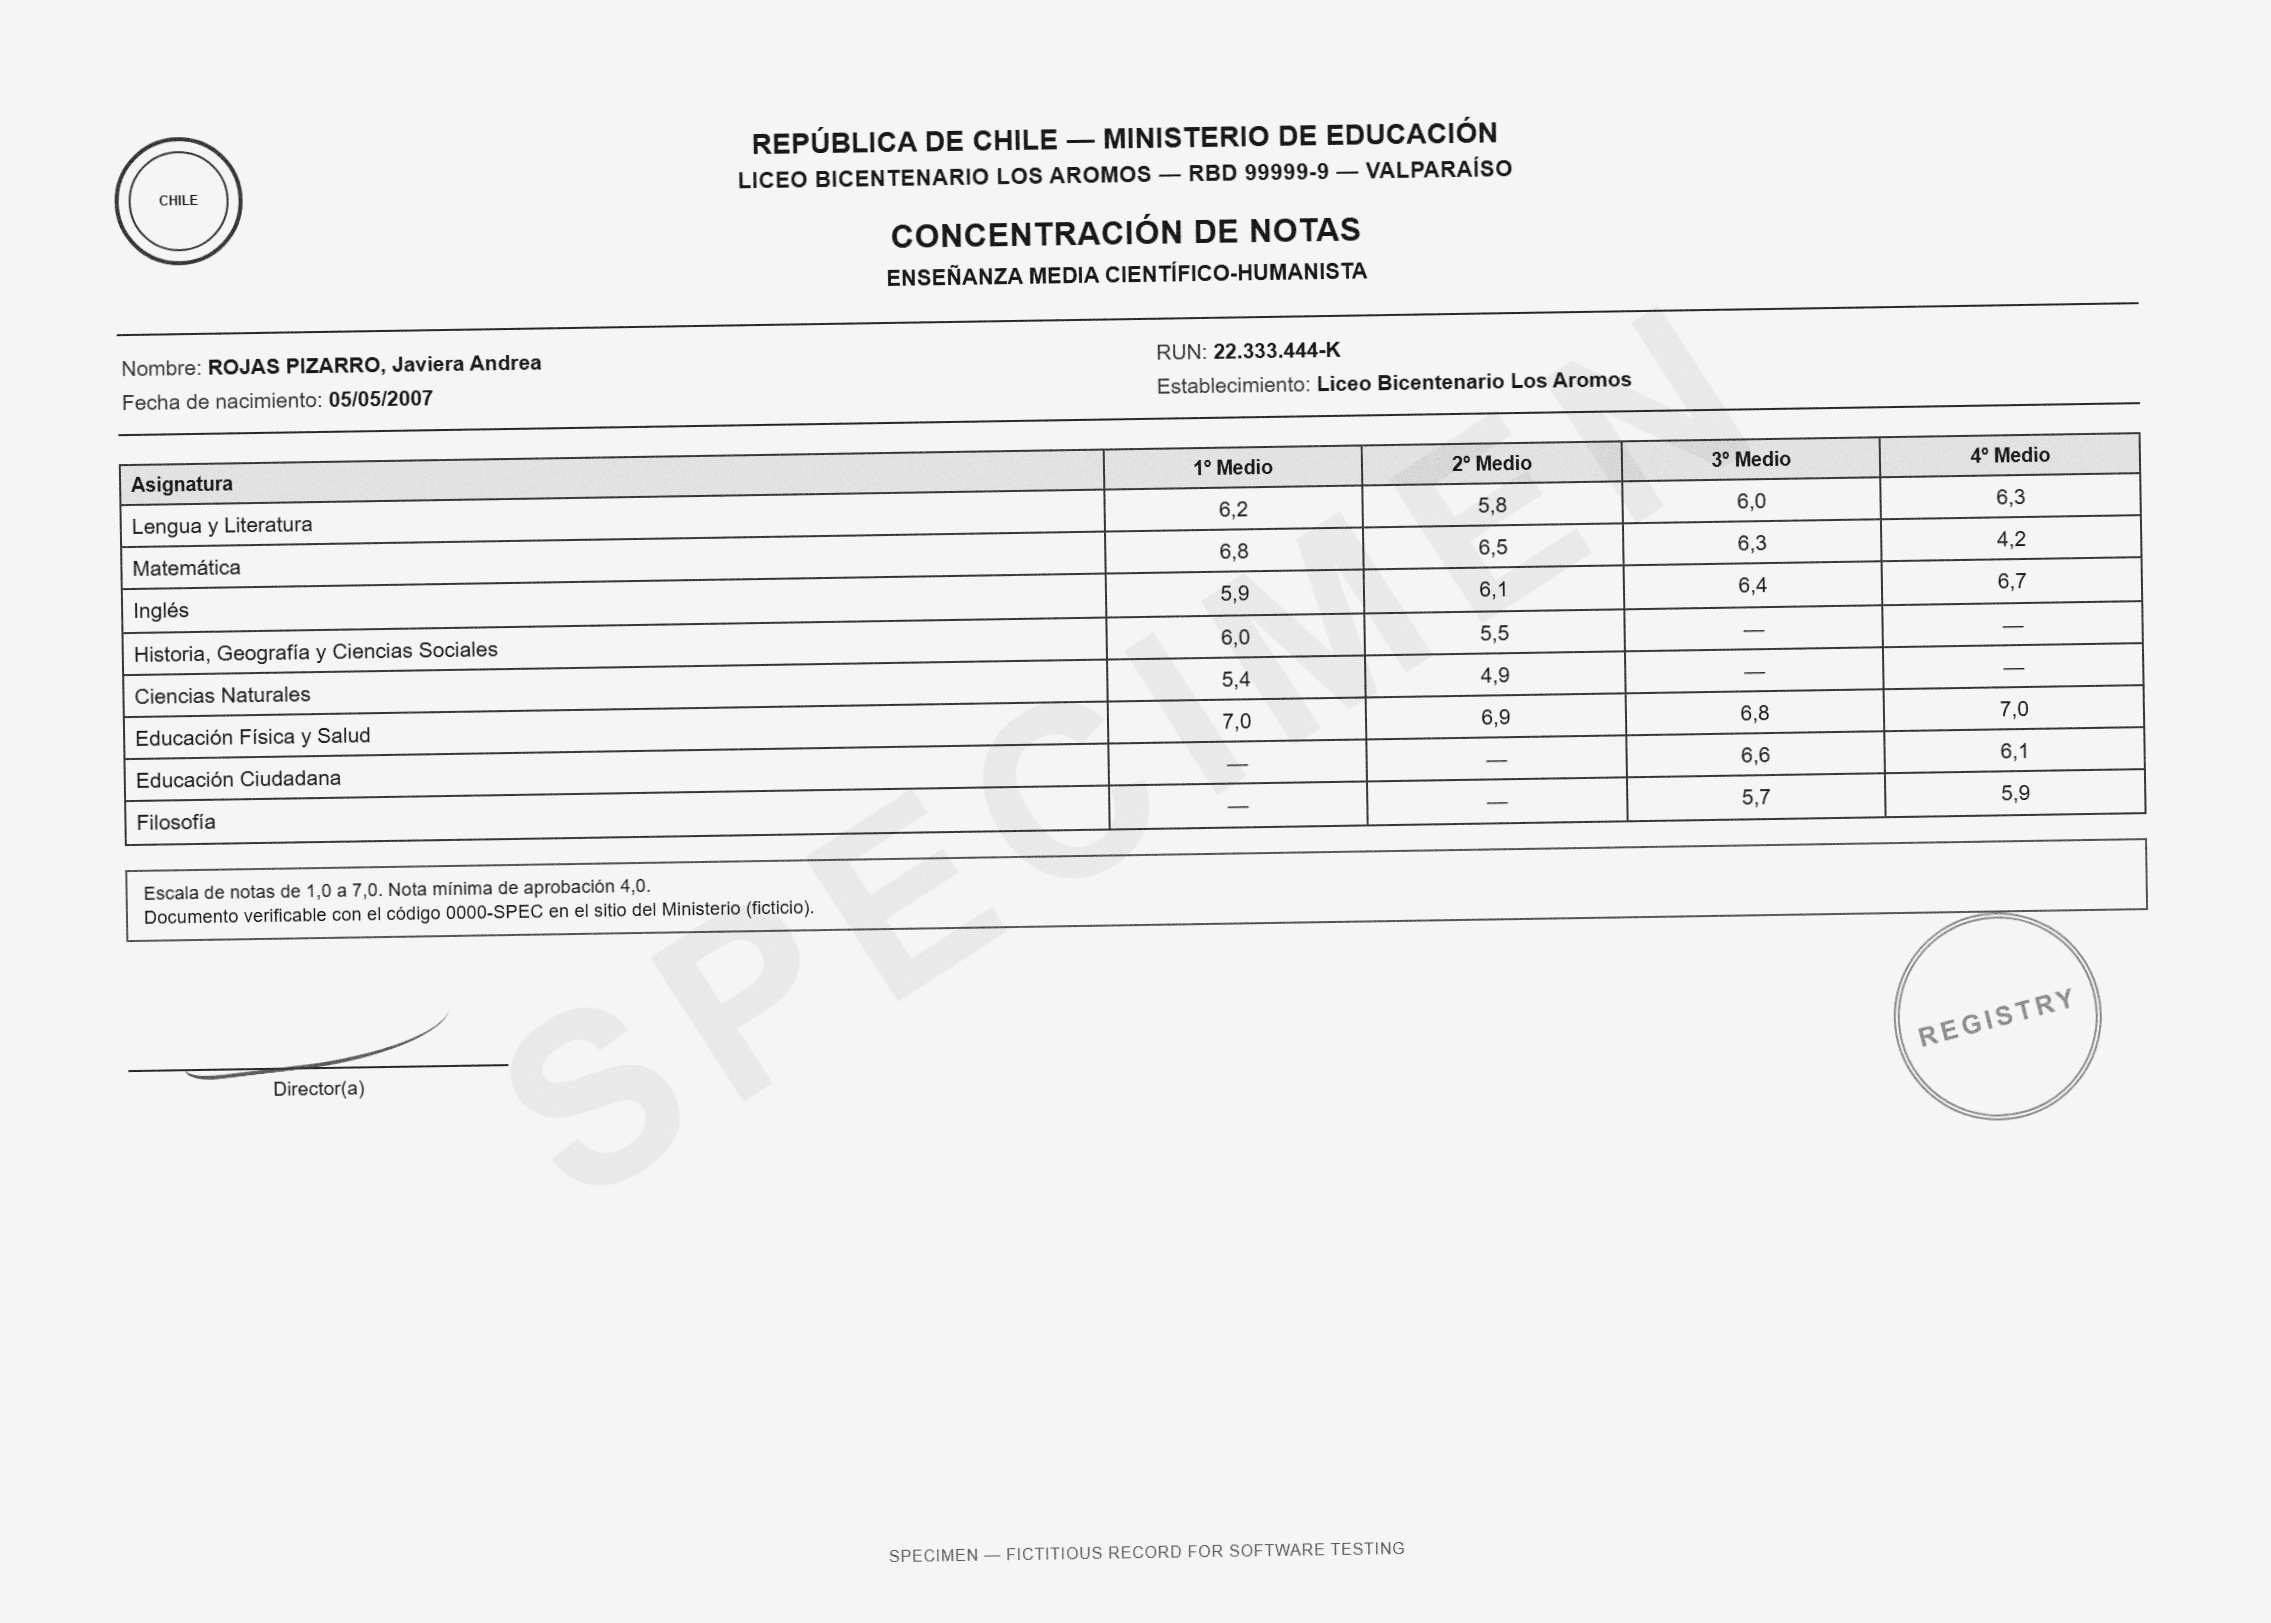 CHILE
REPÚBLICA DE CHILE — MINISTERIO DE EDUCACIÓN
LICEO BICENTENARIO LOS AROMOS — RBD 99999-9 — VALPARAÍSO
CONCENTRACIÓN DE NOTAS
ENSEÑANZA MEDIA CIENTÍFICO-HUMANISTA
Nombre: ROJAS PIZARRO, Javiera Andrea RUN: 22.333.444-K
Fecha de nacimiento: 05/05/2007 Establecimiento: Liceo Bicentenario Los Aromos
Asignatura 1º Medio 2º Medio 3º Medio 4º Medio
Lengua y Literatura 6,2 5,8 6,0 6,3
Matemática 6,8 6,5 6,3 4,2
Inglés 5,9 6,1 6,4 6,7
Historia, Geografía y Ciencias Sociales 6,0 5,5 — —
Ciencias Naturales 5,4 4,9 — —
Educación Física y Salud 7,0 6,9 6,8 7,0
Educación Ciudadana — — 6,6 6,1
Filosofía — — 5,7 5,9
Escala de notas de 1,0 a 7,0. Nota mínima de aprobación 4,0.
Documento verificable con el código 0000-SPEC en el sitio del Ministerio (ficticio).
SPECIMEN
REGISTRY
Director(a)
SPECIMEN — FICTITIOUS RECORD FOR SOFTWARE TESTING